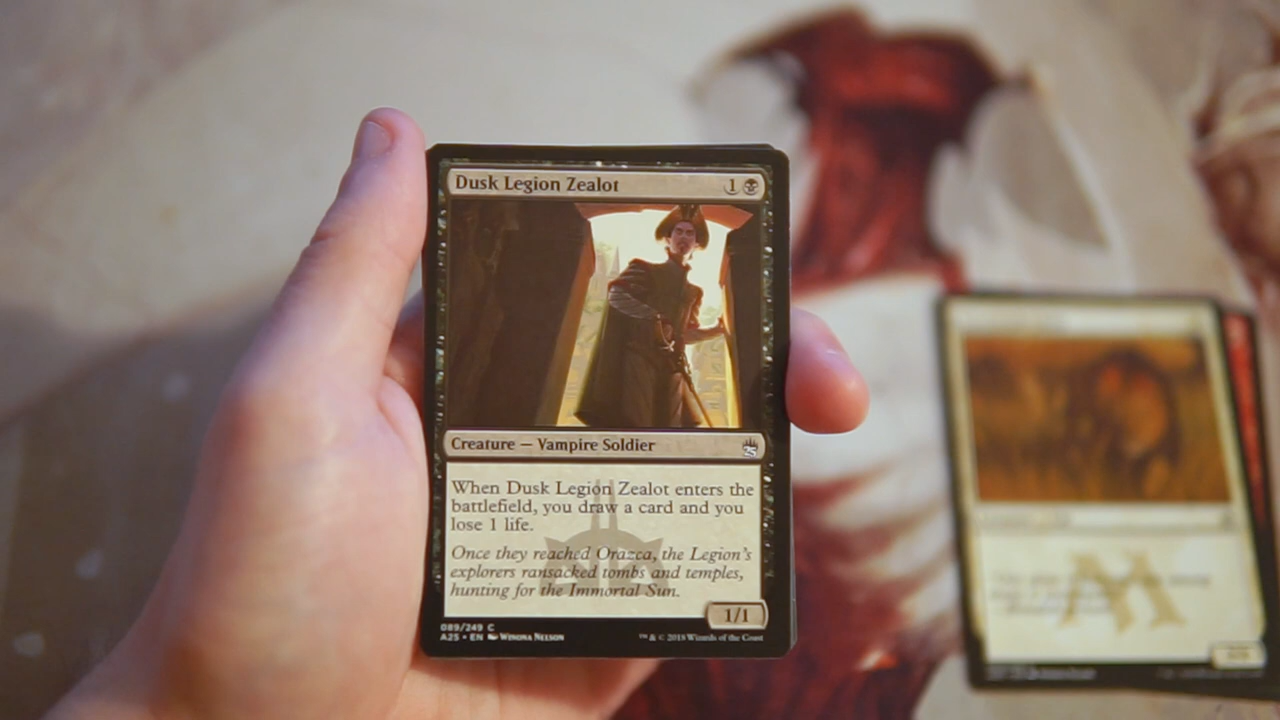 Dusk Legion Zealot 1
Creature — Vampire Soldier
25
When Dusk Legion Zealot enters the
battlefield, you draw a card and you
lose 1 life.
Once they reached Orazca, the Legion's
explorers ransacked tombs and temples,
hunting for the Immortal Sun.
1/1
089/249 C
A25 • EN Winona Nelson
™ & © 2018 Wizards of the Coast